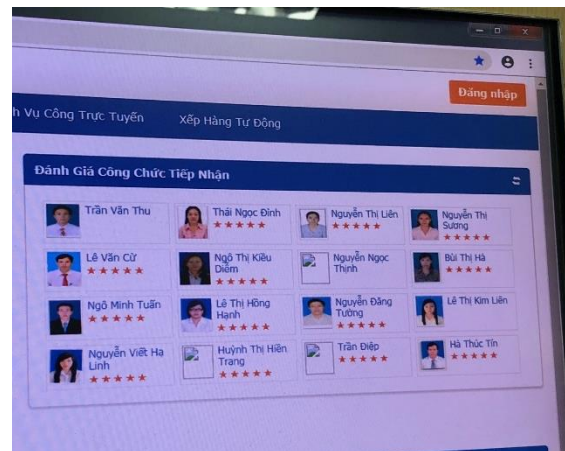 Đăng nhập
h Vụ Công Trực Tuyến Xếp Hàng Tự Động
Đánh Giá Công Chức Tiếp Nhận
Trần Văn Thu
Thái Ngọc Đỉnh
Nguyễn Thị Liên
Nguyễn Thị
Sương
Lê Văn Cử
Ngô Thị Kiều
Diễm
Nguyễn Ngọc
Thịnh
Bùi Thị Hà
Ngô Minh Tuấn
Lê Thị Hồng
Hạnh
Nguyễn Đăng
Tường
Lê Thị Kim Liên
Nguyễn Viết Hạ
Linh
Huỳnh Thị Hiền
Trang
Trần Điệp
Hà Thúc Tín